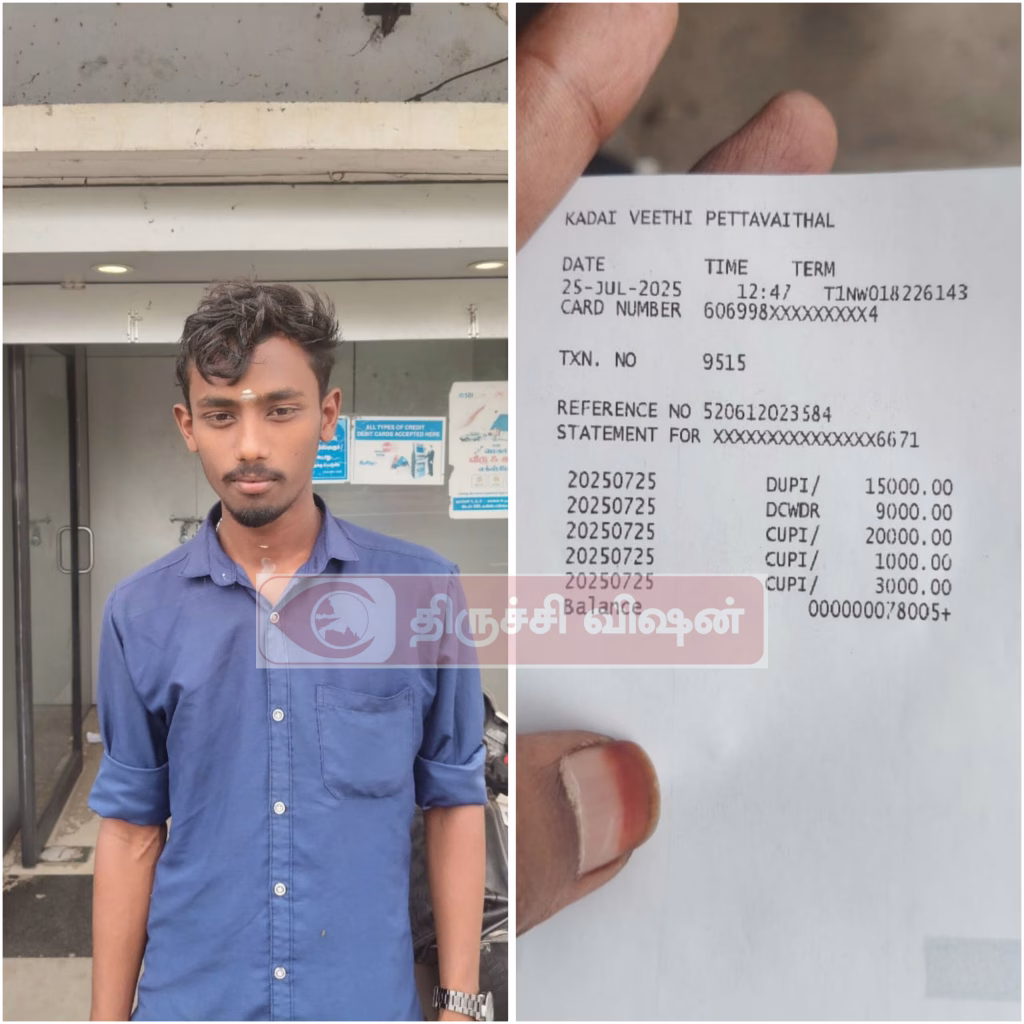 ALL TYPES OF CREDIT
DEBIT CARDS ACCEPTED HERE
திருச்சி விஷன்
KADAI VEETHI PETTAVAITHAL
DATE TIME TERM
25-JUL-2025 12:47 T1NW018226143
CARD NUMBER 606998XXXXXXXXX4
TXN. NO 9515
REFERENCE NO 520612023584
STATEMENT FOR XXXXXXXXXXXXXXX6671
20250725 DUPI/ 15000.00
20250725 DCWDR 9000.00
20250725 CUPI/ 20000.00
20250725 CUPI/ 1000.00
20250725 CUPI/ 3000.00
Balance 000000078005+